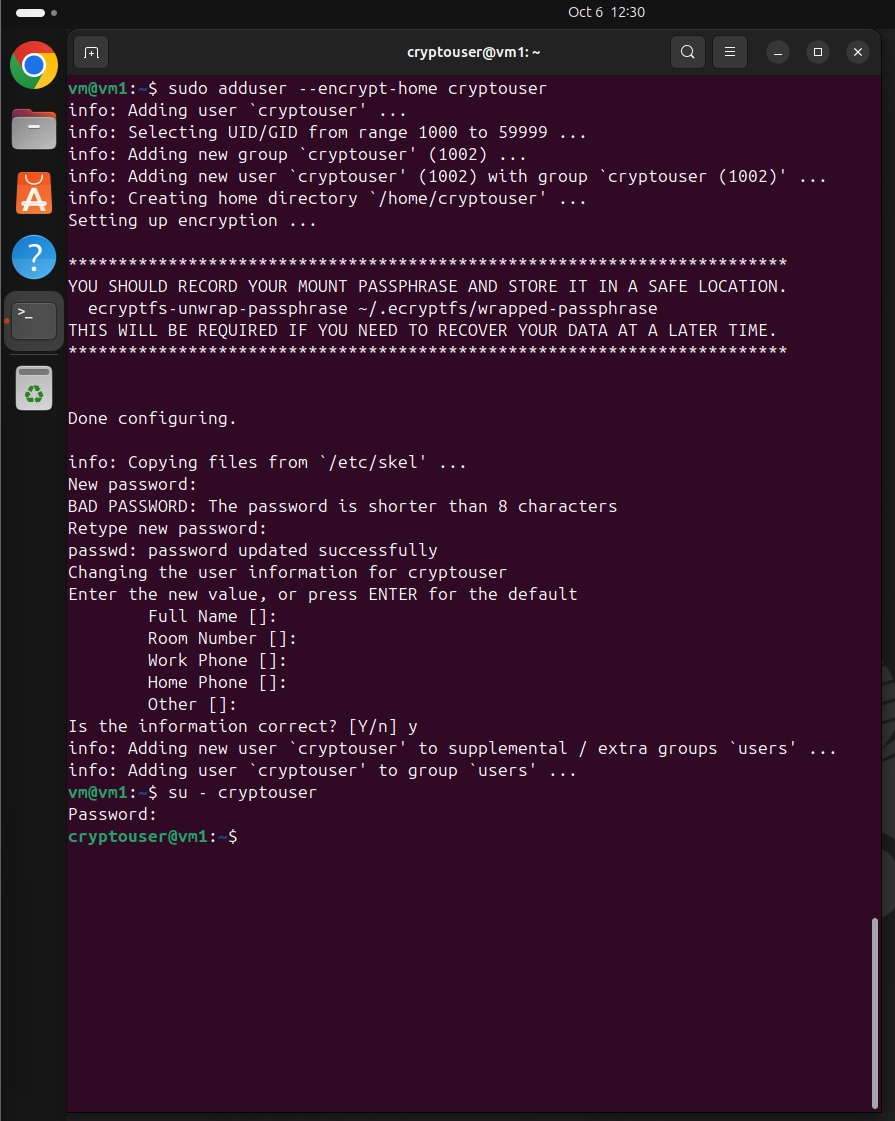 Oct 6 12:30
cryptouser@vm1: ~
vm@vm1:~$ sudo adduser --encrypt-home cryptouser
info: Adding user `cryptouser' ...
info: Selecting UID/GID from range 1000 to 59999 ...
info: Adding new group `cryptouser' (1002) ...
info: Adding new user `cryptouser' (1002) with group `cryptouser (1002)' ...
info: Creating home directory `/home/cryptouser' ...
Setting up encryption ...
************************************************************************
YOU SHOULD RECORD YOUR MOUNT PASSPHRASE AND STORE IT IN A SAFE LOCATION.
ecryptfs-unwrap-passphrase ~/.ecryptfs/wrapped-passphrase
THIS WILL BE REQUIRED IF YOU NEED TO RECOVER YOUR DATA AT A LATER TIME.
************************************************************************
Done configuring.
info: Copying files from `/etc/skel' ...
New password:
BAD PASSWORD: The password is shorter than 8 characters
Retype new password:
passwd: password updated successfully
Changing the user information for cryptouser
Enter the new value, or press ENTER for the default
Full Name []:
Room Number []:
Work Phone []:
Home Phone []:
Other []:
Is the information correct? [Y/n] y
info: Adding new user `cryptouser' to supplemental / extra groups `users' ...
info: Adding user `cryptouser' to group `users' ...
vm@vm1:~$ su - cryptouser
Password:
cryptouser@vm1:~$